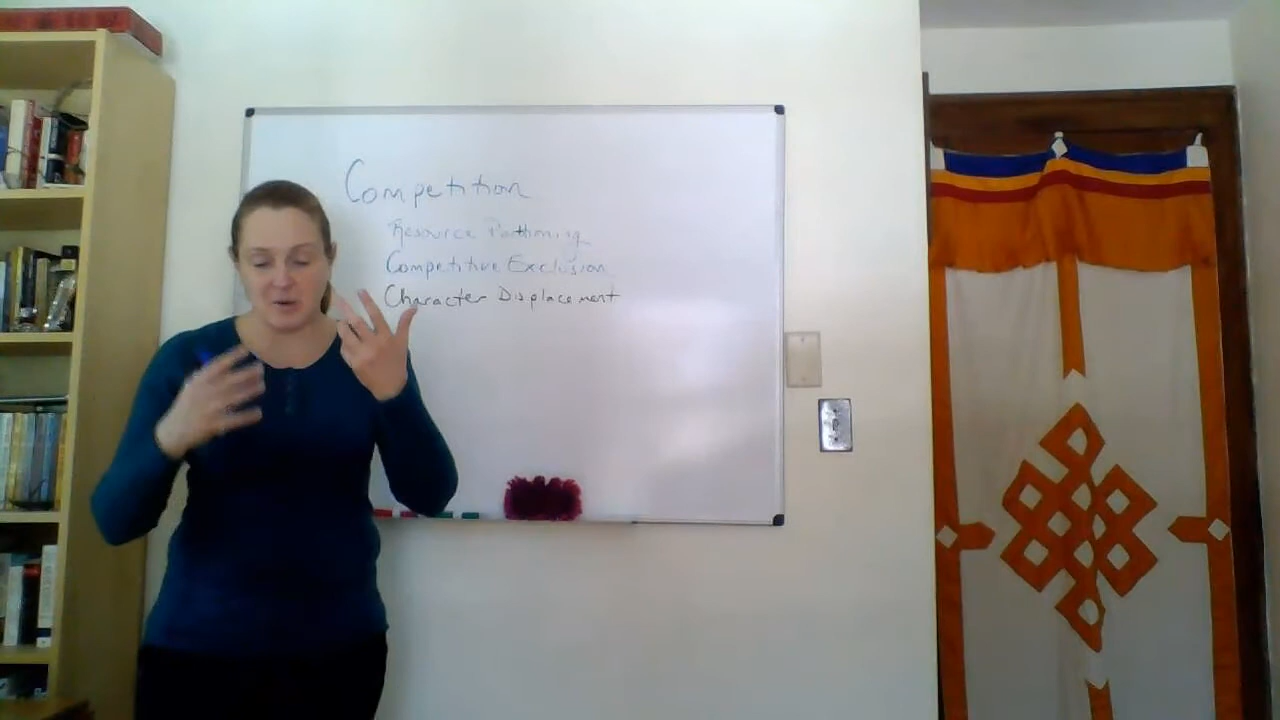 Competition
Resource Partitioning
Competitive Exclusion
Character Displacement